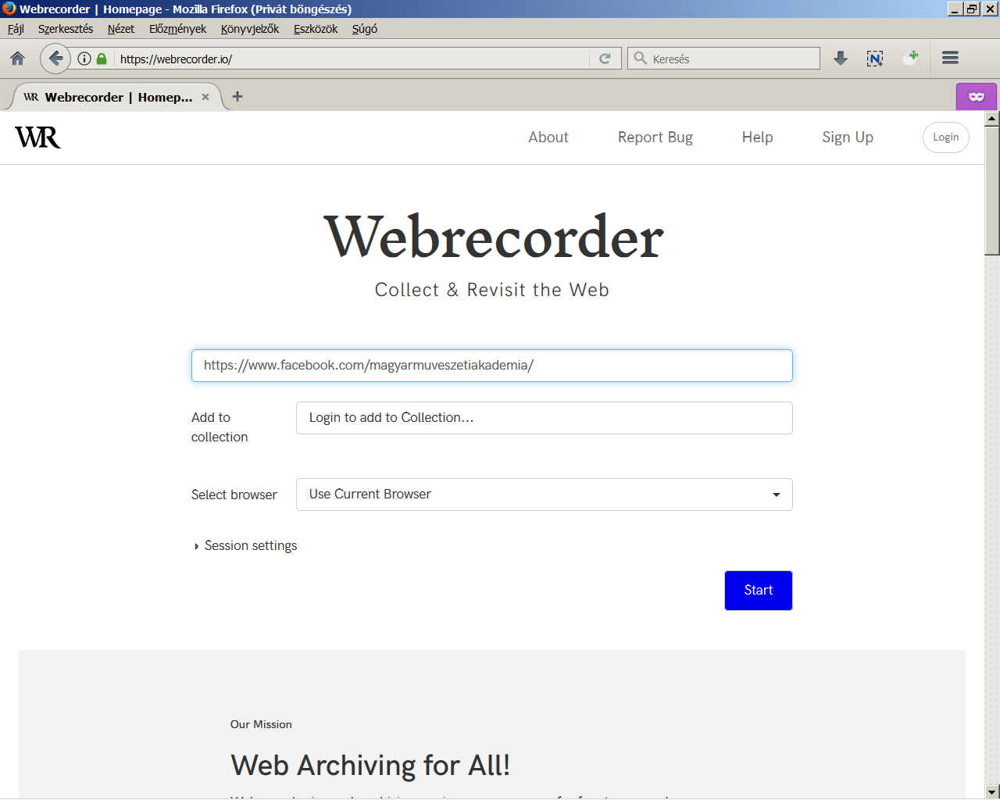 Webrecorder | Homepage - Mozilla Firefox (Privát böngészés)
Fájl Szerkesztés Nézet Előzmények Könyvjelzők Eszközök Súgó
https://webrecorder.io/
Keresés
WR Webrecorder | Homep...
WR
About Report Bug Help Sign Up Login
Webrecorder
Collect & Revisit the Web
https://www.facebook.com/magyarmuveszetiakademia/
Add to collection
Login to add to Collection...
Select browser
Use Current Browser
Session settings
Start
Our Mission
Web Archiving for All!